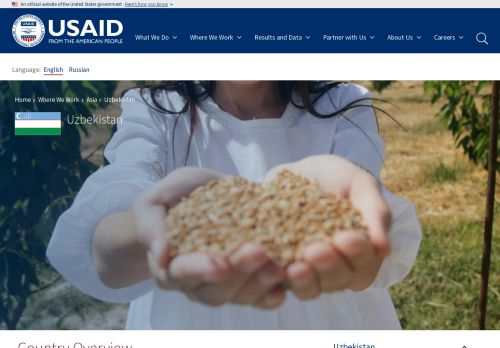 An official website of the United States government Here's how you know
USAID
FROM THE AMERICAN PEOPLE
What We Do
Where We Work
Results and Data
Partner with Us
About Us
Careers
Language: English Russian
Home > Where We Work > Asia > Uzbekistan
Uzbekistan
Country Overview
Uzbekistan